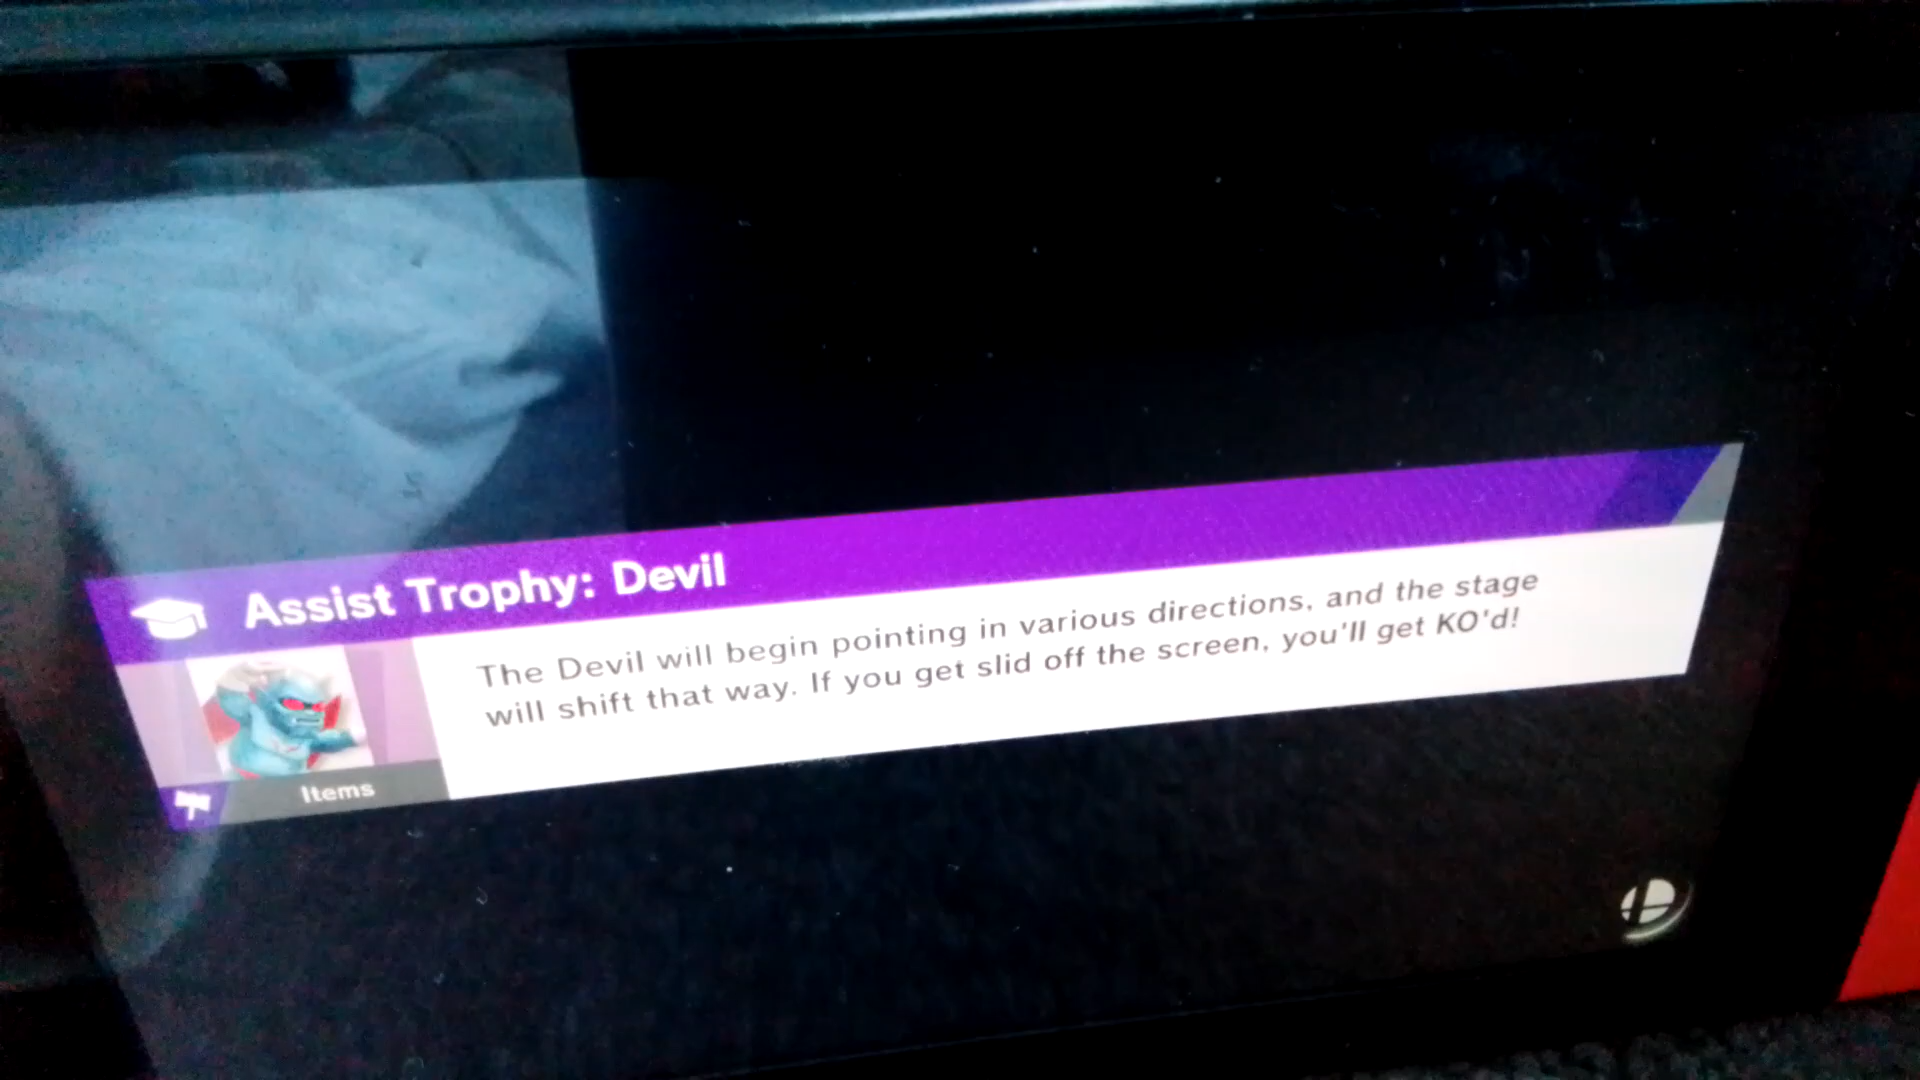 Assist Trophy: Devil
The Devil will begin pointing in various directions, and the stage
will shift that way. If you get slid off the screen, you'll get KO'd!
Items